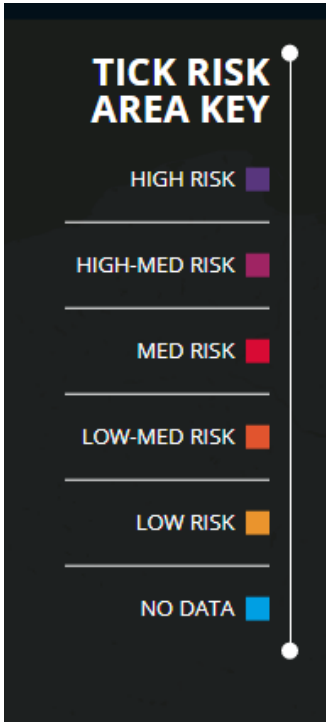 TICK RISK
AREA KEY
HIGH RISK
HIGH-MED RISK
MED RISK
LOW-MED RISK
LOW RISK
NO DATA